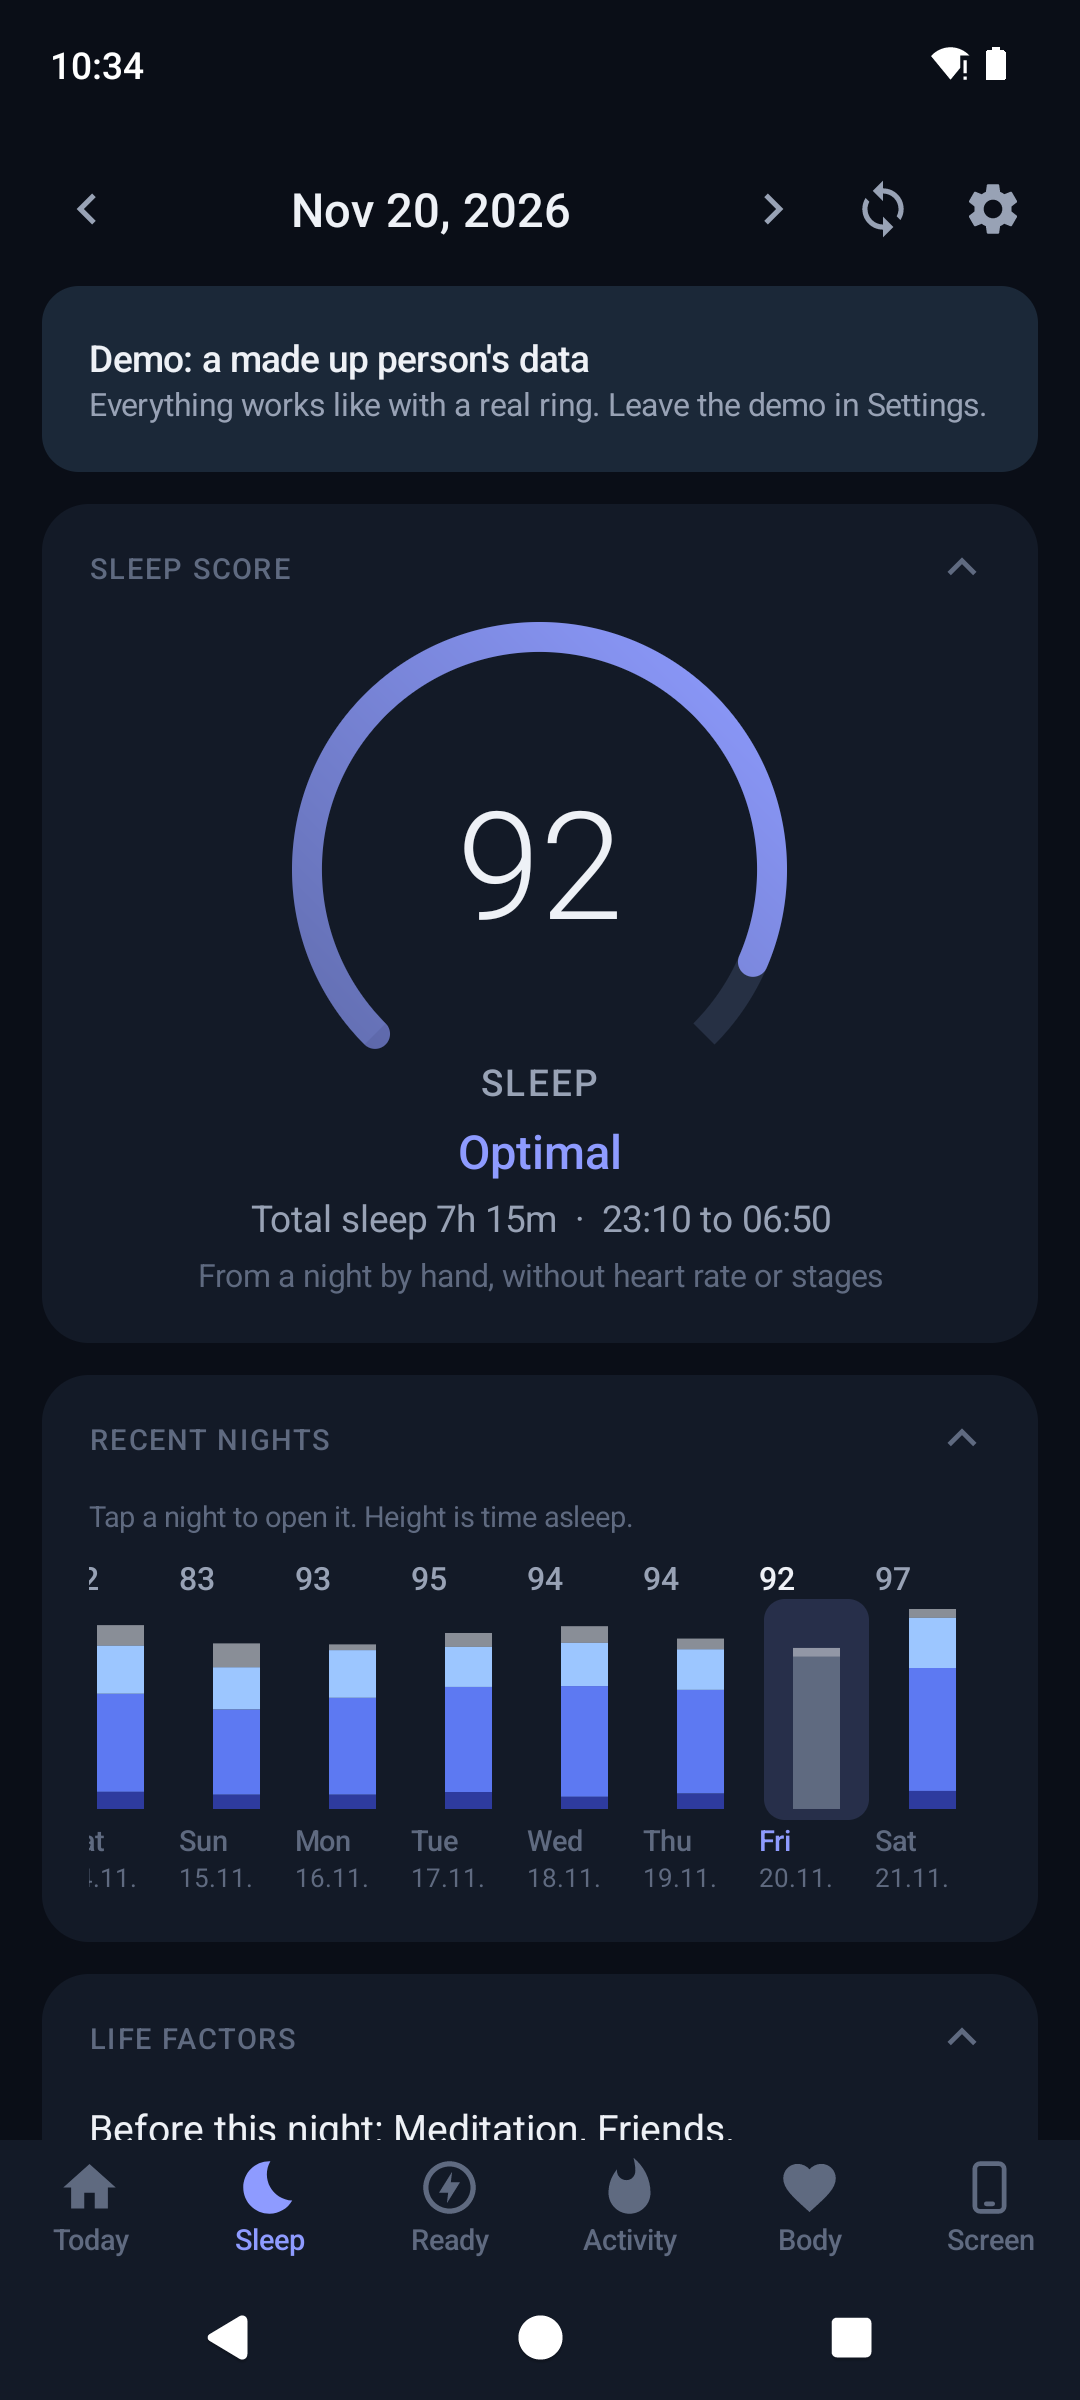 10:34
Nov 20, 2026
Demo: a made up person's data
Everything works like with a real ring. Leave the demo in Settings.
SLEEP SCORE
92
SLEEP
Optimal
Total sleep 7h 15m · 23:10 to 06:50
From a night by hand, without heart rate or stages
RECENT NIGHTS
Tap a night to open it. Height is time asleep.
2 83 93 95 94 94 92 97
at Sun Mon Tue Wed Thu Fri Sat
.11. 15.11. 16.11. 17.11. 18.11. 19.11. 20.11. 21.11.
LIFE FACTORS
Before this night: Meditation, Friends.
Today Sleep Ready Activity Body Screen